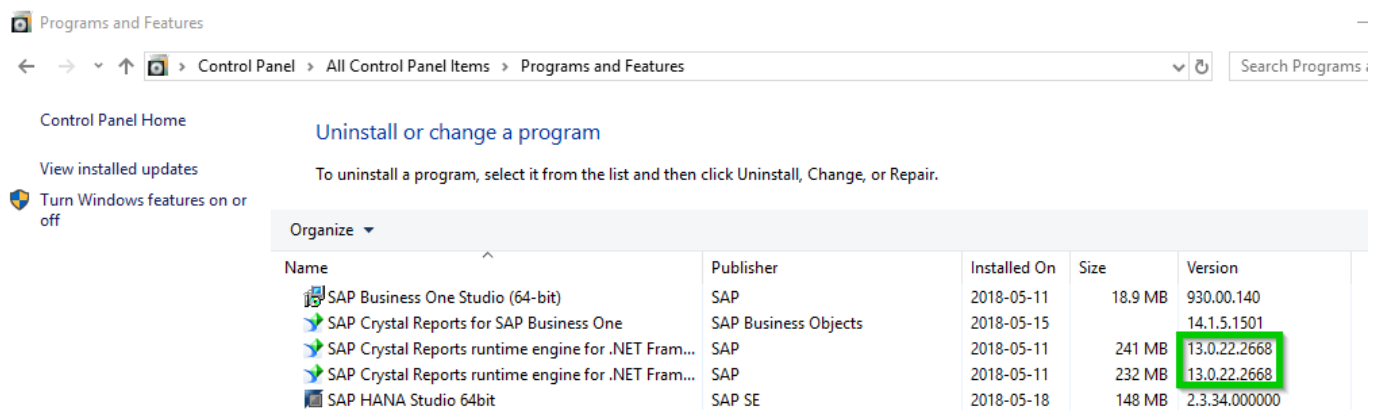 Programs and Features
Control Panel > All Control Panel Items > Programs and Features
Search Programs
Control Panel Home
Uninstall or change a program
View installed updates
To uninstall a program, select it from the list and then click Uninstall, Change, or Repair.
Turn Windows features on or
off
Organize
Name Publisher Installed On Size Version
SAP Business One Studio (64-bit) SAP 2018-05-11 18.9 MB 930.00.140
SAP Crystal Reports for SAP Business One SAP Business Objects 2018-05-15 14.1.5.1501
SAP Crystal Reports runtime engine for .NET Fram... SAP 2018-05-11 241 MB 13.0.22.2668
SAP Crystal Reports runtime engine for .NET Fram... SAP 2018-05-11 232 MB 13.0.22.2668
SAP HANA Studio 64bit SAP SE 2018-05-18 148 MB 2.3.34.000000